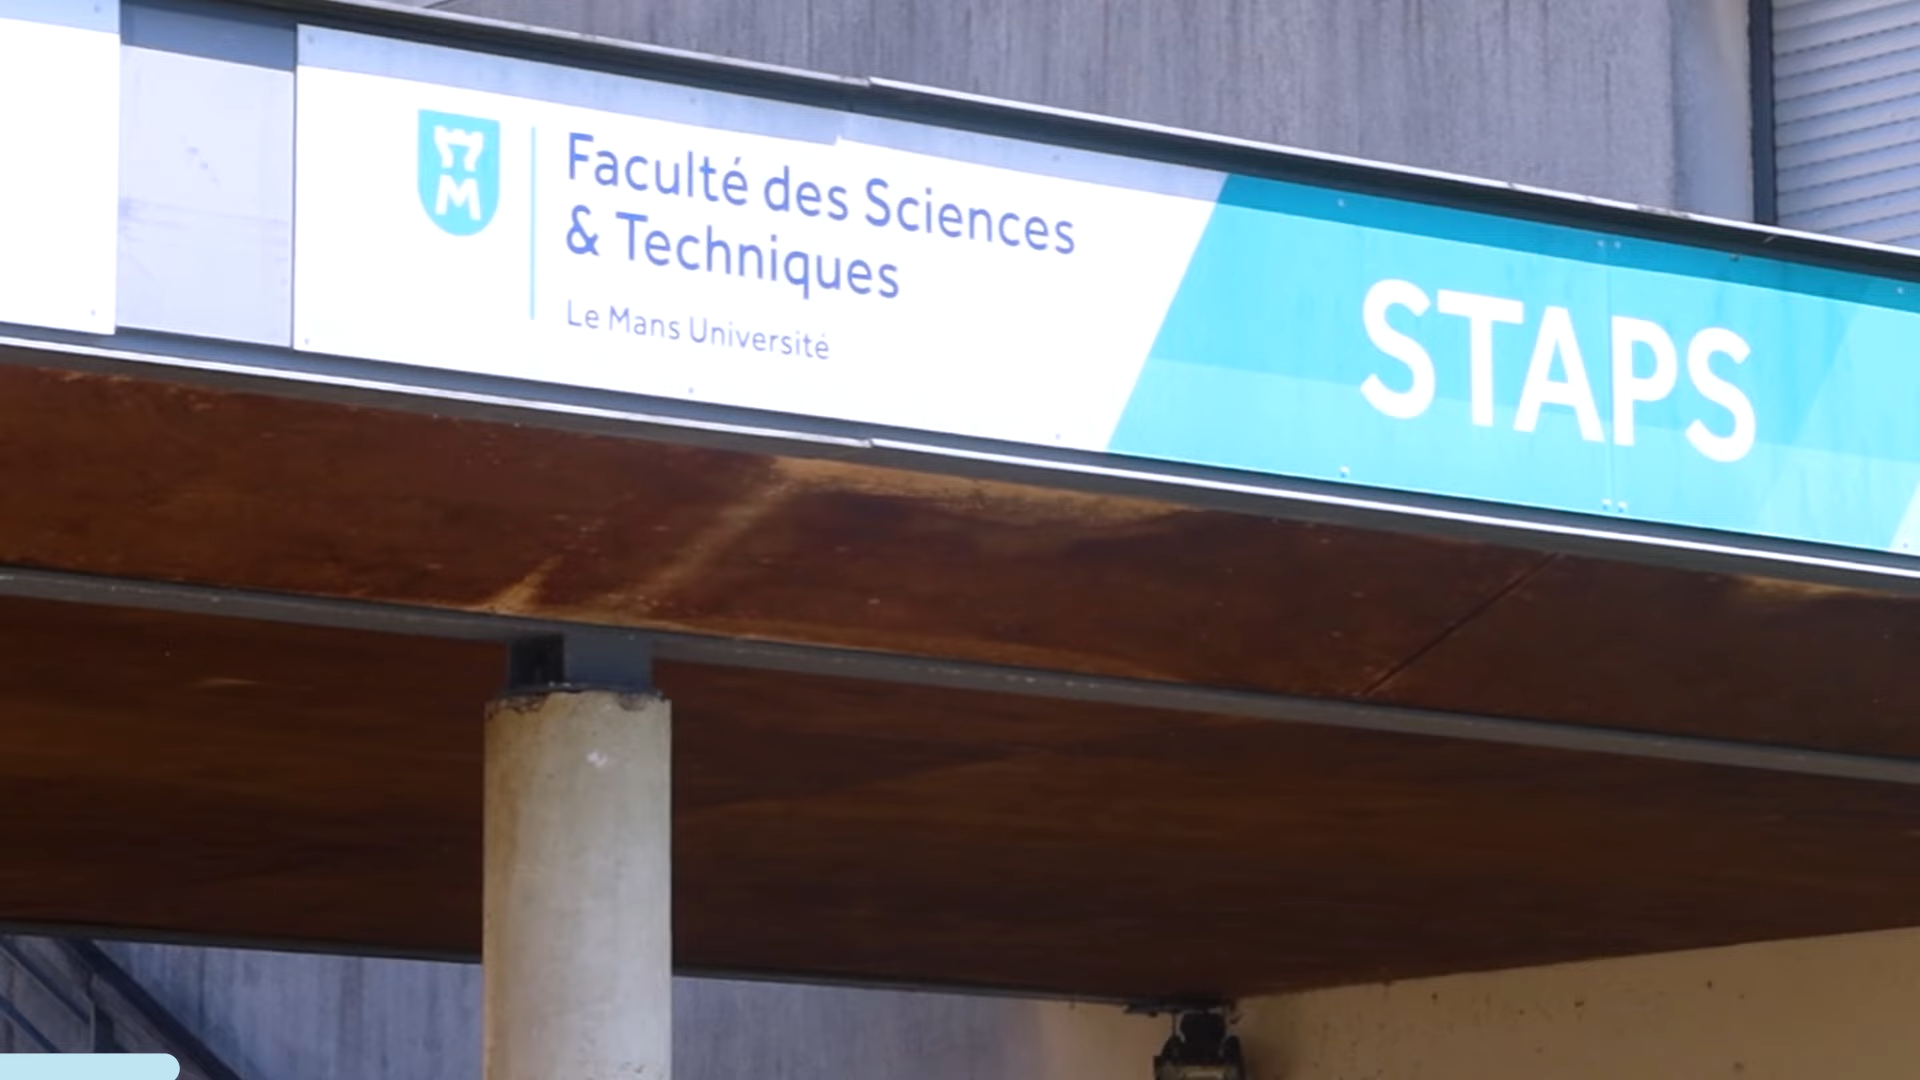 M
Faculté des Sciences
& Techniques
Le Mans Université
STAPS